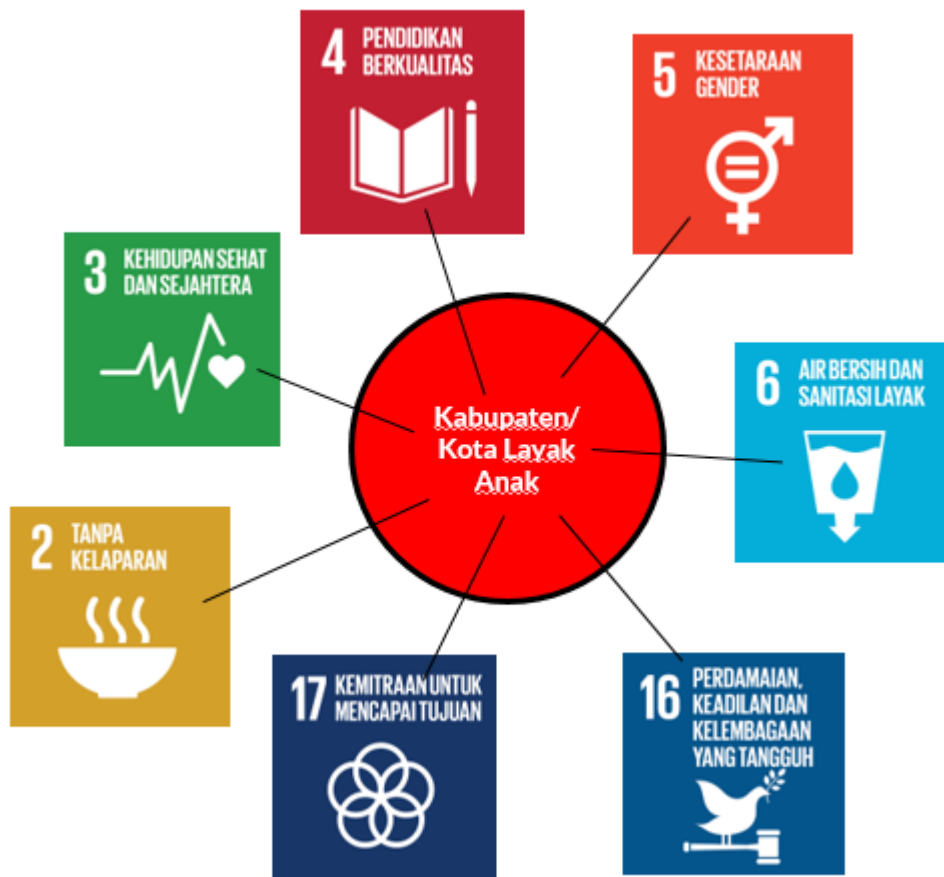 4 PENDIDIKAN
BERKUALITAS
5 KESETARAAN
GENDER
3 KEHIDUPAN SEHAT
DAN SEJAHTERA
6 AIR BERSIH DAN
SANITASI LAYAK
Kabupaten/
Kota Layak
Anak
2 TANPA
KELAPARAN
17 KEMITRAAN UNTUK
MENCAPAI TUJUAN
16 PERDAMAIAN,
KEADILAN DAN
KELEMBAGAAN
YANG TANGGUH